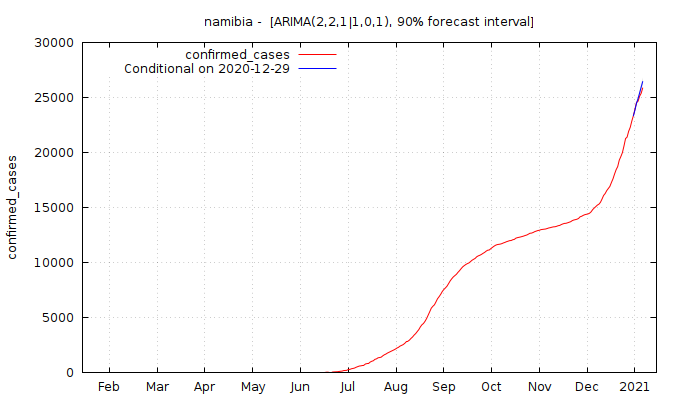 namibia -  [ARIMA(2,2,1|1,0,1), 90% forecast interval]
confirmed_cases
Conditional on 2020-12-29
confirmed_cases
30000
25000
20000
15000
10000
5000
0
Feb Mar Apr May Jun Jul Aug Sep Oct Nov Dec 2021